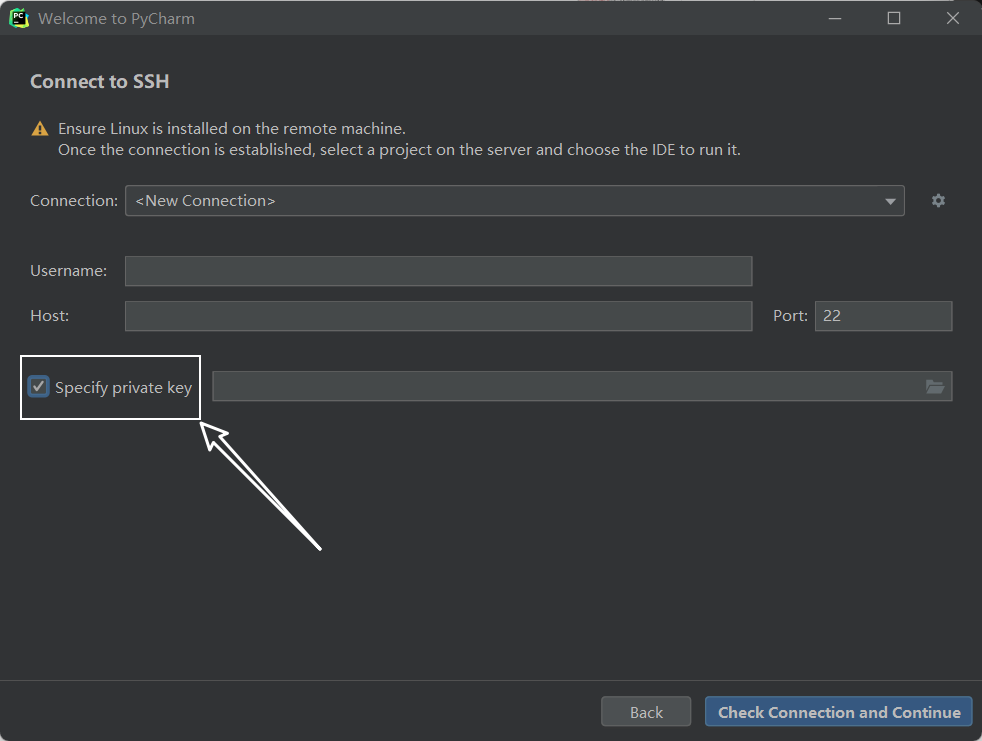 PC Welcome to PyCharm
Connect to SSH
Ensure Linux is installed on the remote machine.
Once the connection is established, select a project on the server and choose the IDE to run it.
Connection: <New Connection>
Username:
Host: Port: 22
Specify private key
Back Check Connection and Continue